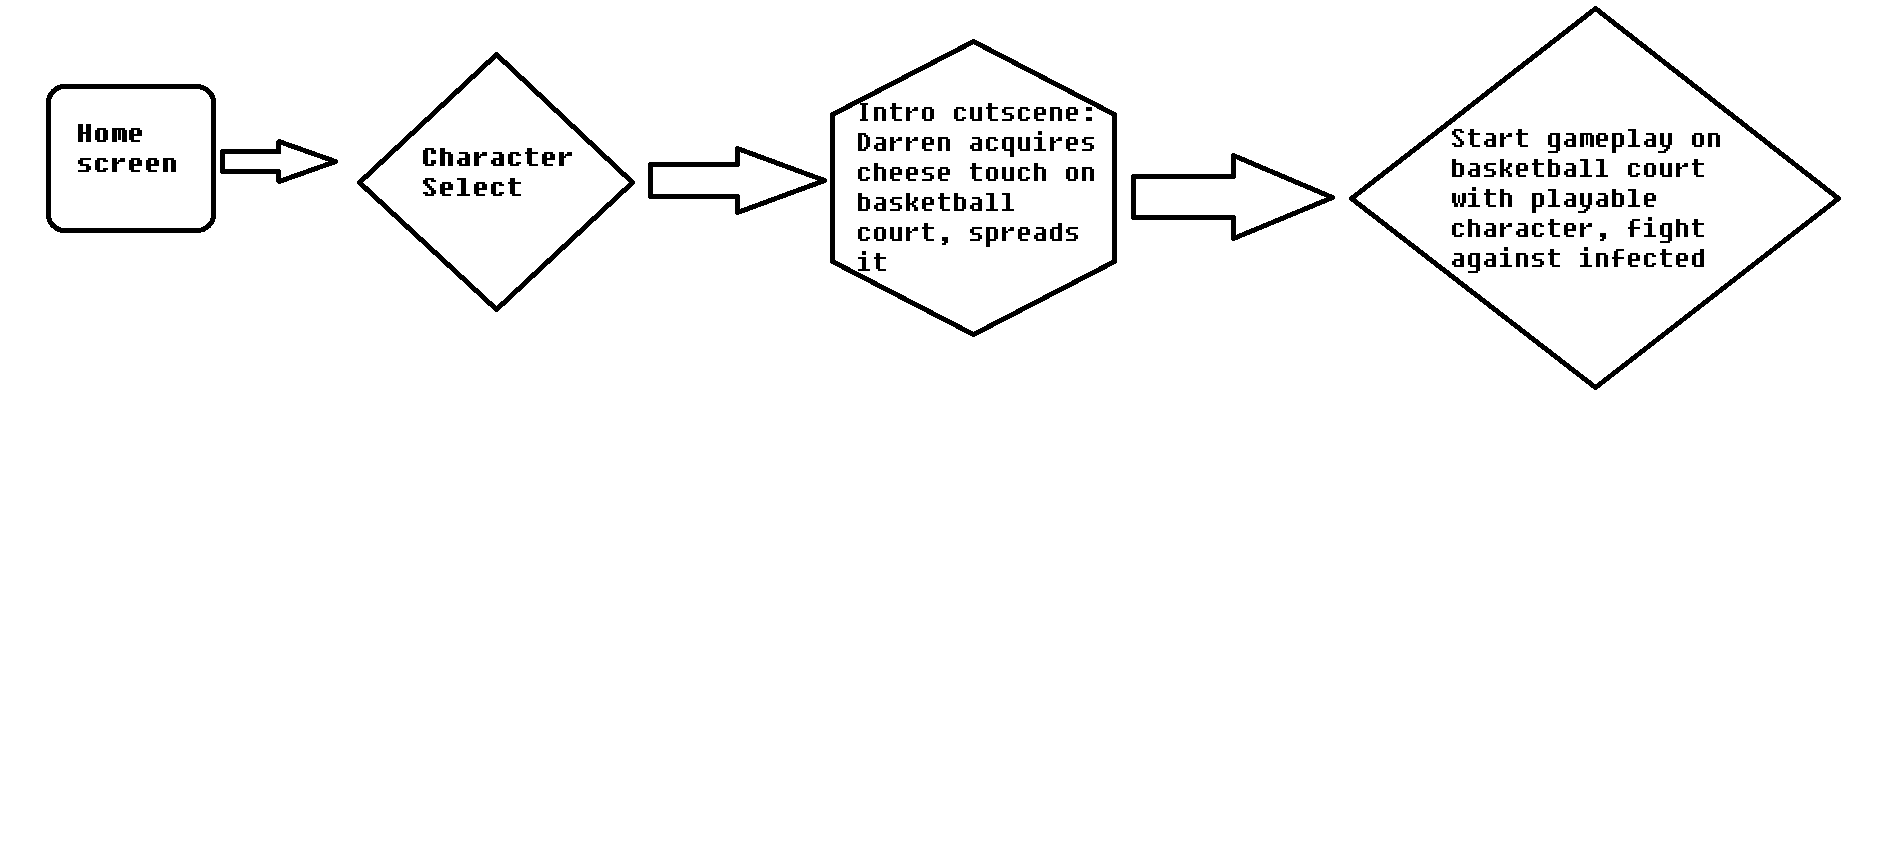 Home
screen
Character
Select
Intro cutscene:
Darren acquires
cheese touch on
basketball
court, spreads
it
Start gameplay on
basketball court
with playable
character, fight
against infected